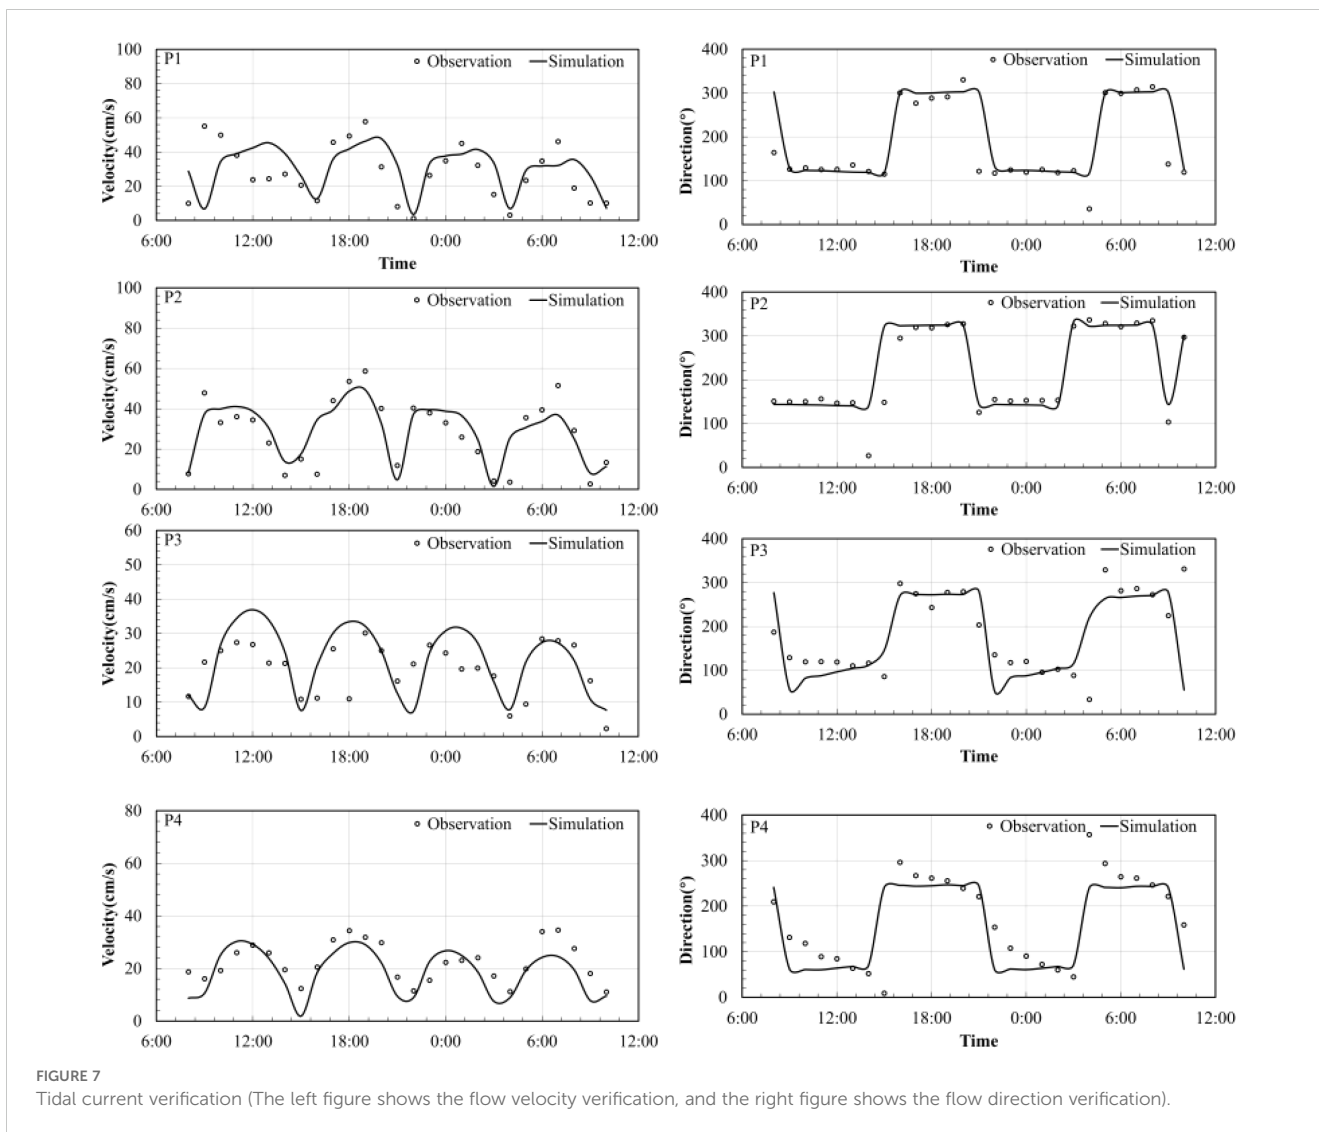 P1
Observation Simulation
100
80
60
40
20
0
Velocity(cm/s)
6:00 12:00 18:00 0:00 6:00 12:00
Time
P1
Observation Simulation
400
300
200
100
0
Direction(°)
6:00 12:00 18:00 0:00 6:00 12:00
Time
P2
Observation Simulation
100
80
60
40
20
0
Velocity(cm/s)
6:00 12:00 18:00 0:00 6:00 12:00
P2
Observation Simulation
400
300
200
100
0
Direction(°)
6:00 12:00 18:00 0:00 6:00 12:00
Time
P3
Observation Simulation
60
50
40
30
20
10
0
Velocity(cm/s)
6:00 12:00 18:00 0:00 6:00 12:00
P3
Observation Simulation
400
300
200
100
0
Direction(°)
6:00 12:00 18:00 0:00 6:00 12:00
Time
P4
Observation Simulation
80
60
40
20
0
Velocity(cm/s)
6:00 12:00 18:00 0:00 6:00 12:00
P4
Observation Simulation
400
300
200
100
0
Direction(°)
6:00 12:00 18:00 0:00 6:00 12:00
Time
FIGURE 7
Tidal current verification (The left figure shows the flow velocity verification, and the right figure shows the flow direction verification).